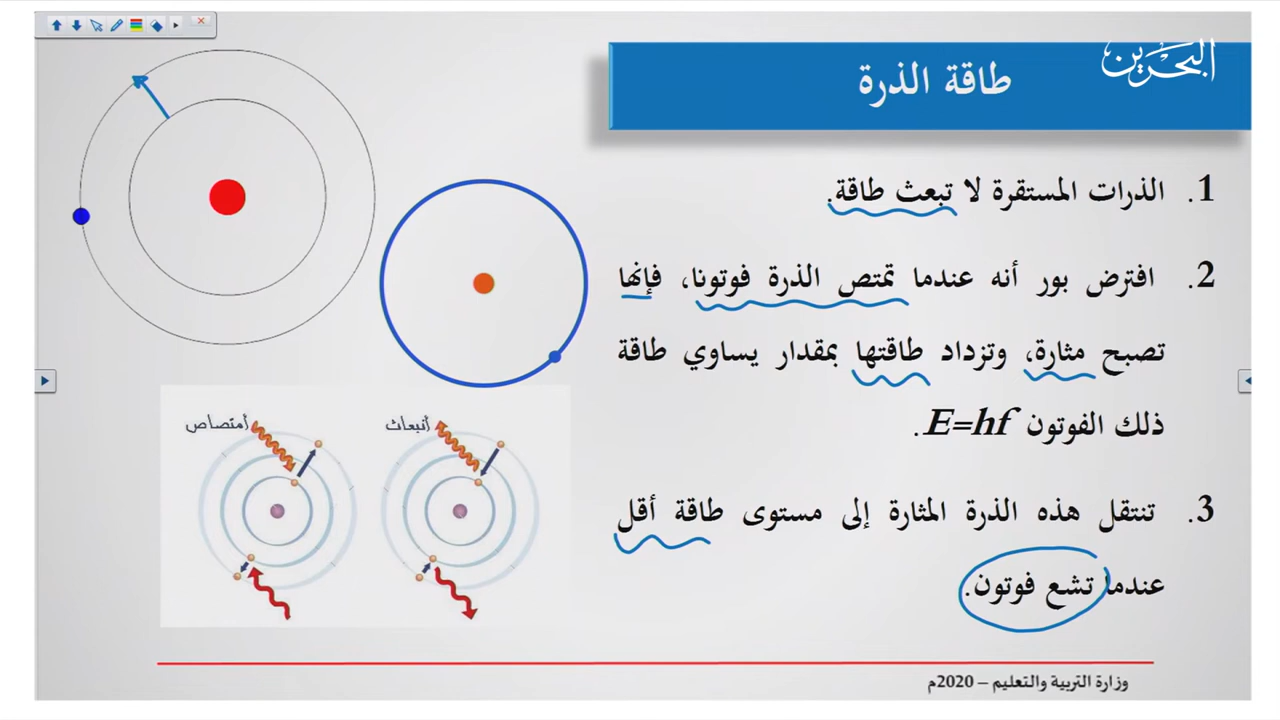 البحرين
طاقة الذرة
1. الذرات المستقرة لا تبعث طاقة.
2. افترض بور أنه عندما تمتص الذرة فوتونا، فإنها
تصبح مثارة، وتزداد طاقتها بمقدار يساوي طاقة
ذلك الفوتون E=hf.
3. تنتقل هذه الذرة المثارة إلى مستوى طاقة أقل
عندما تشع فوتون.
أنبعاث
أمتصاص
وزارة التربية والتعليم – 2020م